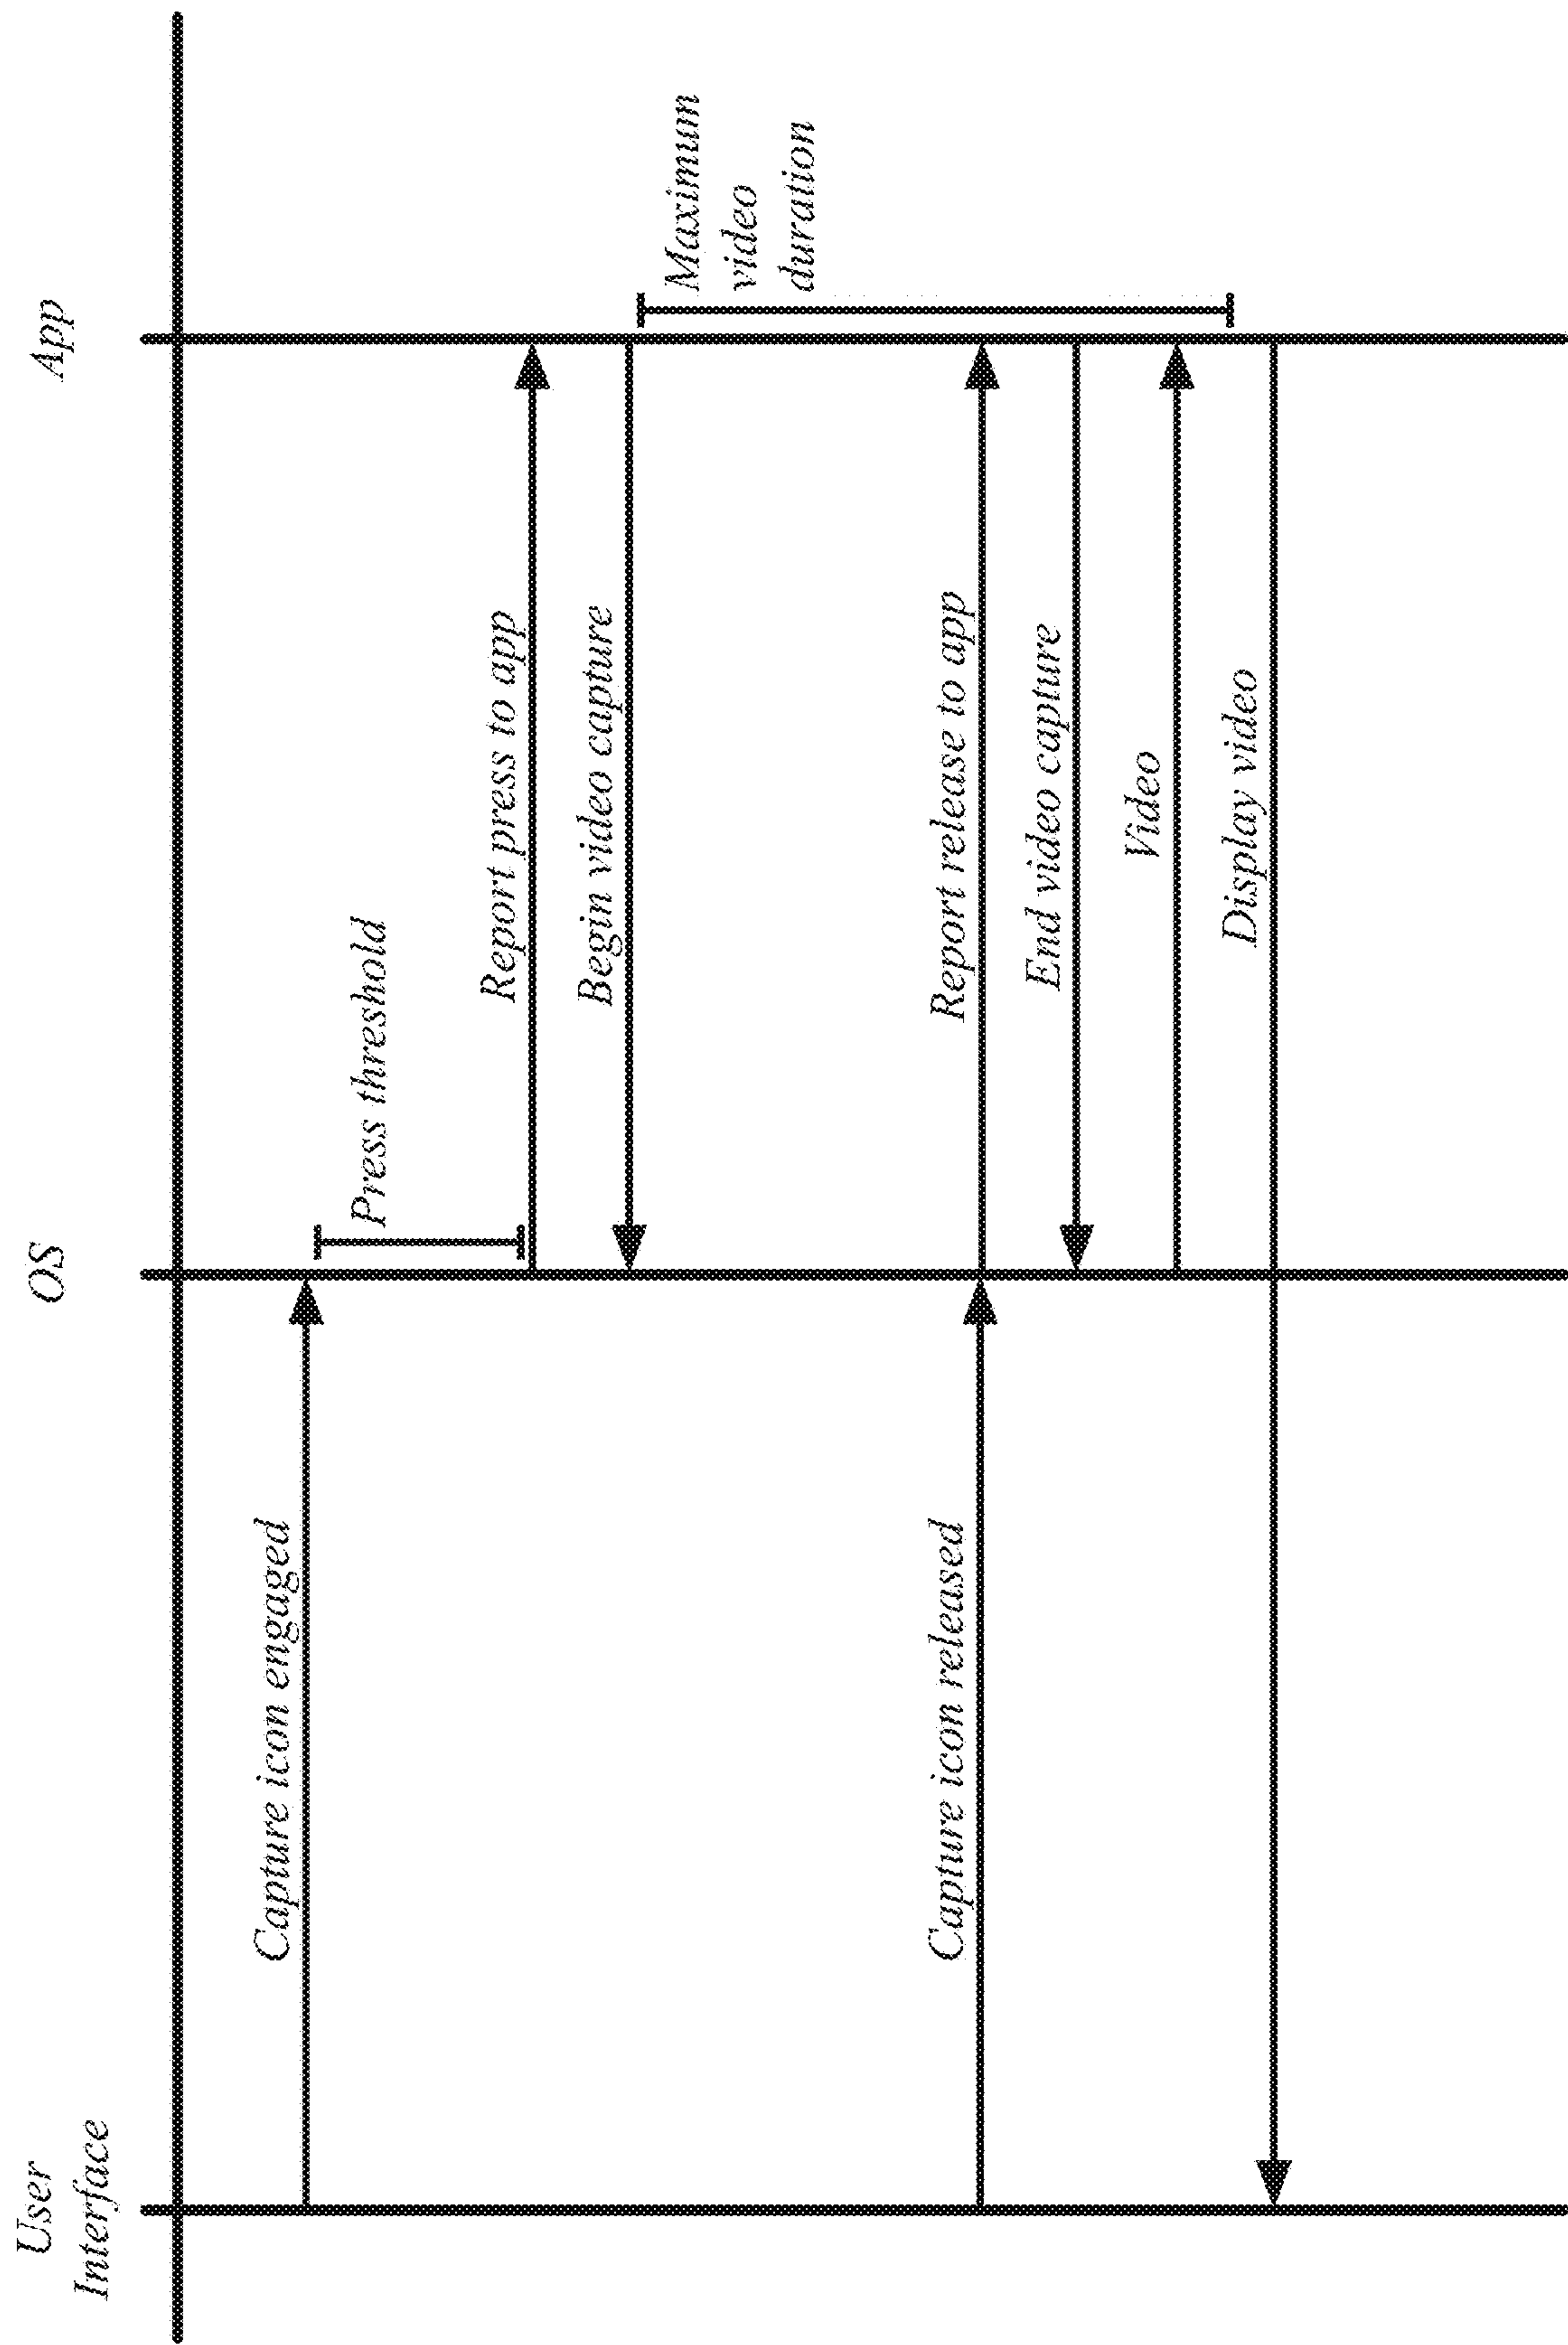 User
Interface
OS
App
Capture icon engaged
Press threshold
Report press to app
Begin video capture
Maximum
video
duration
Capture icon released
Report release to app
End video capture
Video
Display video